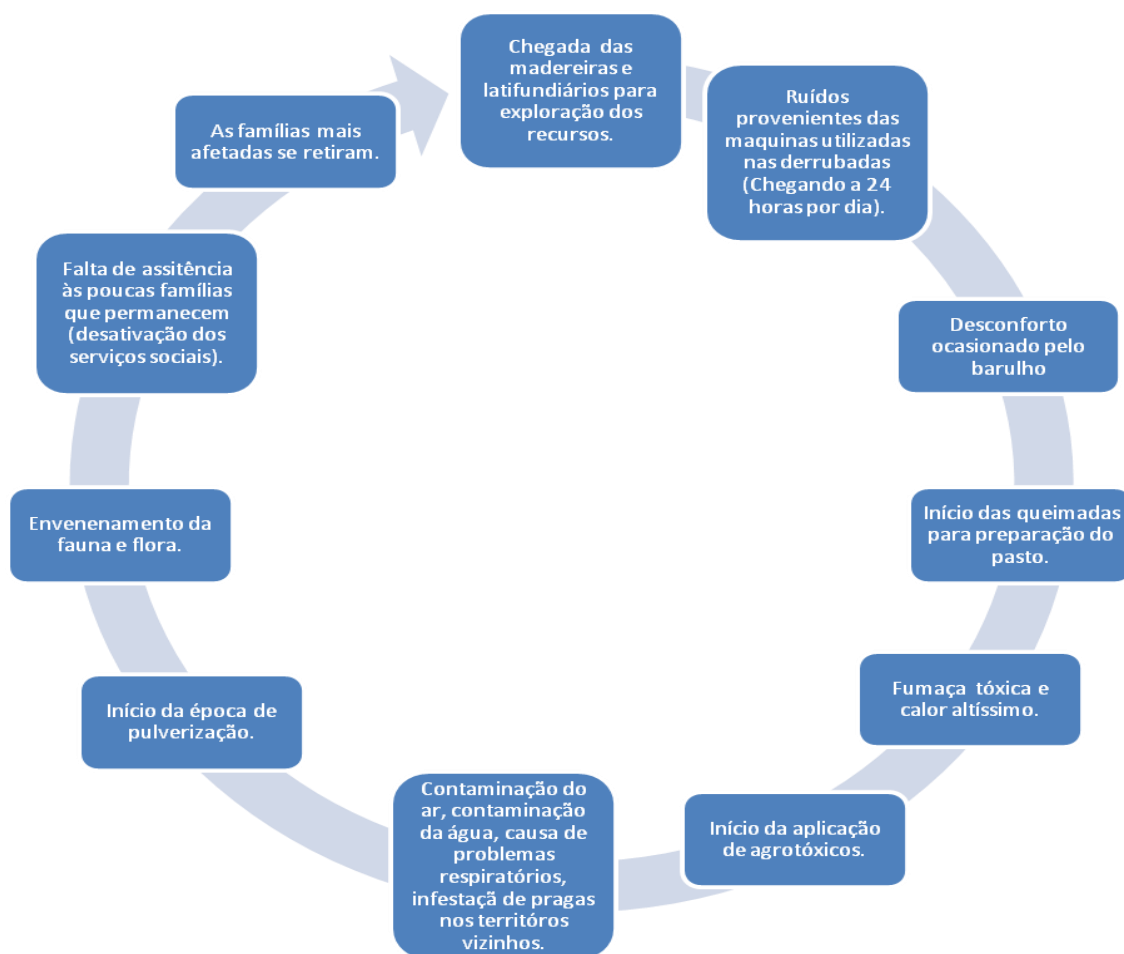 Chegada das
madereiras e
latifundiários para
exploração dos
recursos.
Ruídos
provenientes das
maquinas utilizadas
nas derrubadas
(Chegando a 24
horas por dia).
Desconforto
ocasionado pelo
barulho
Início das queimadas
para preparação do
pasto.
Fumaça tóxica e
calor altíssimo.
Início da aplicação
de agrotóxicos.
Contaminação do
ar, contaminação
da água, causa de
problemas
respiratórios,
infestaçã de pragas
nos territóros
vizinhos.
Início da época de
pulverização.
Envenenamento da
fauna e flora.
Falta de assitência
às poucas famílias
que permanecem
(desativação dos
serviços sociais).
As famílias mais
afetadas se retiram.